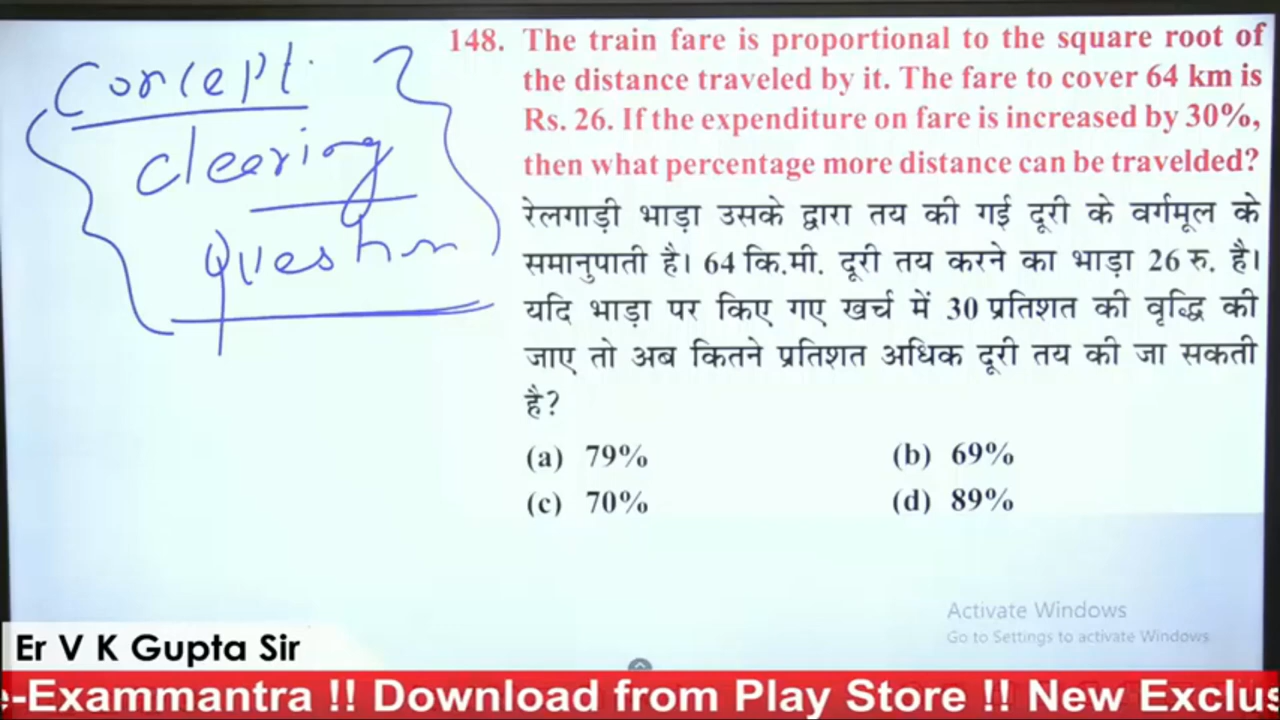 Concept
clearing
Question
148. The train fare is proportional to the square root of
the distance traveled by it. The fare to cover 64 km is
Rs. 26. If the expenditure on fare is increased by 30%,
then what percentage more distance can be travelded?
रेलगाड़ी भाड़ा उसके द्वारा तय की गई दूरी के वर्गमूल के
समानुपाती है। 64 कि.मी. दूरी तय करने का भाड़ा 26 रु. है।
यदि भाड़ा पर किए गए खर्च में 30 प्रतिशत की वृद्धि की
जाए तो अब कितने प्रतिशत अधिक दूरी तय की जा सकती
है?
(a) 79% (b) 69%
(c) 70% (d) 89%
Activate Windows
Go to Settings to activate Windows
Er V K Gupta Sir
e-Exammantra !! Download from Play Store !! New Exclus